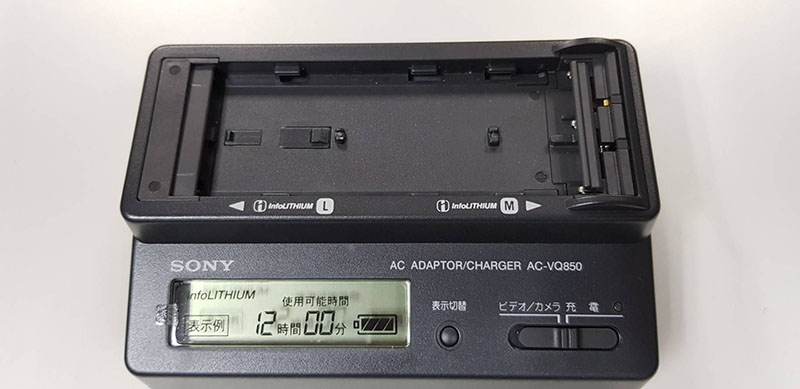 ◀ InfoLITHIUM L
InfoLITHIUM M ▶
SONY
AC ADAPTOR/CHARGER AC-VQ850
InfoLITHIUM
使用可能時間
表示例
12時間00分
表示切替
ビデオ/カメラ 充電